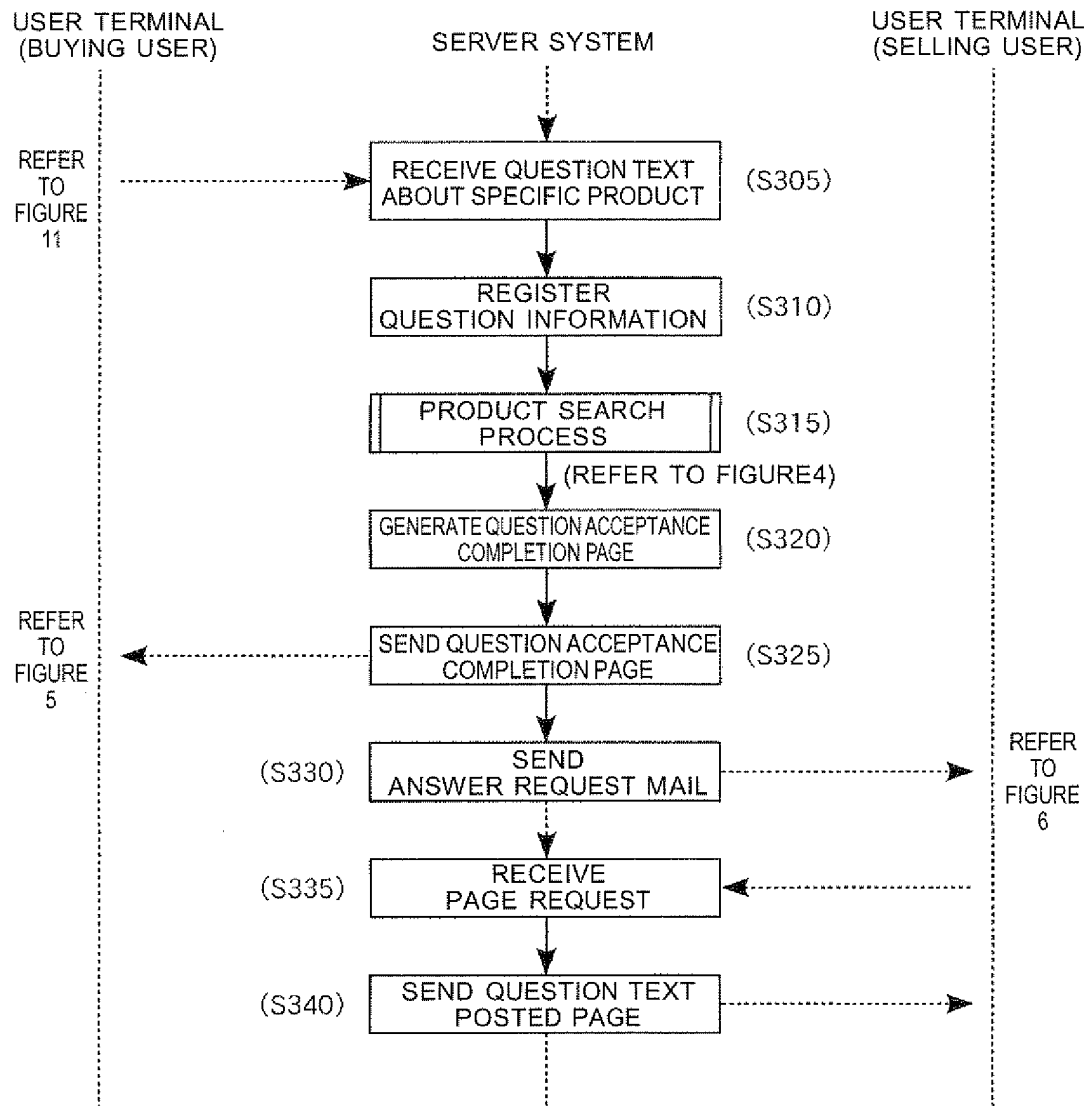 USER TERMINAL
(BUYING USER)
SERVER SYSTEM
USER TERMINAL
(SELLING USER)
REFER
TO
FIGURE
11
RECEIVE QUESTION TEXT
ABOUT SPECIFIC PRODUCT
(S305)
REGISTER
QUESTION INFORMATION
(S310)
PRODUCT SEARCH
PROCESS
(S315)
(REFER TO FIGURE4)
GENERATE QUESTION ACCEPTANCE
COMPLETION PAGE
(S320)
REFER
TO
FIGURE
5
SEND QUESTION ACCEPTANCE
COMPLETION PAGE
(S325)
(S330)
SEND
ANSWER REQUEST MAIL
REFER
TO
FIGURE
6
(S335)
RECEIVE
PAGE REQUEST
(S340)
SEND QUESTION TEXT
POSTED PAGE